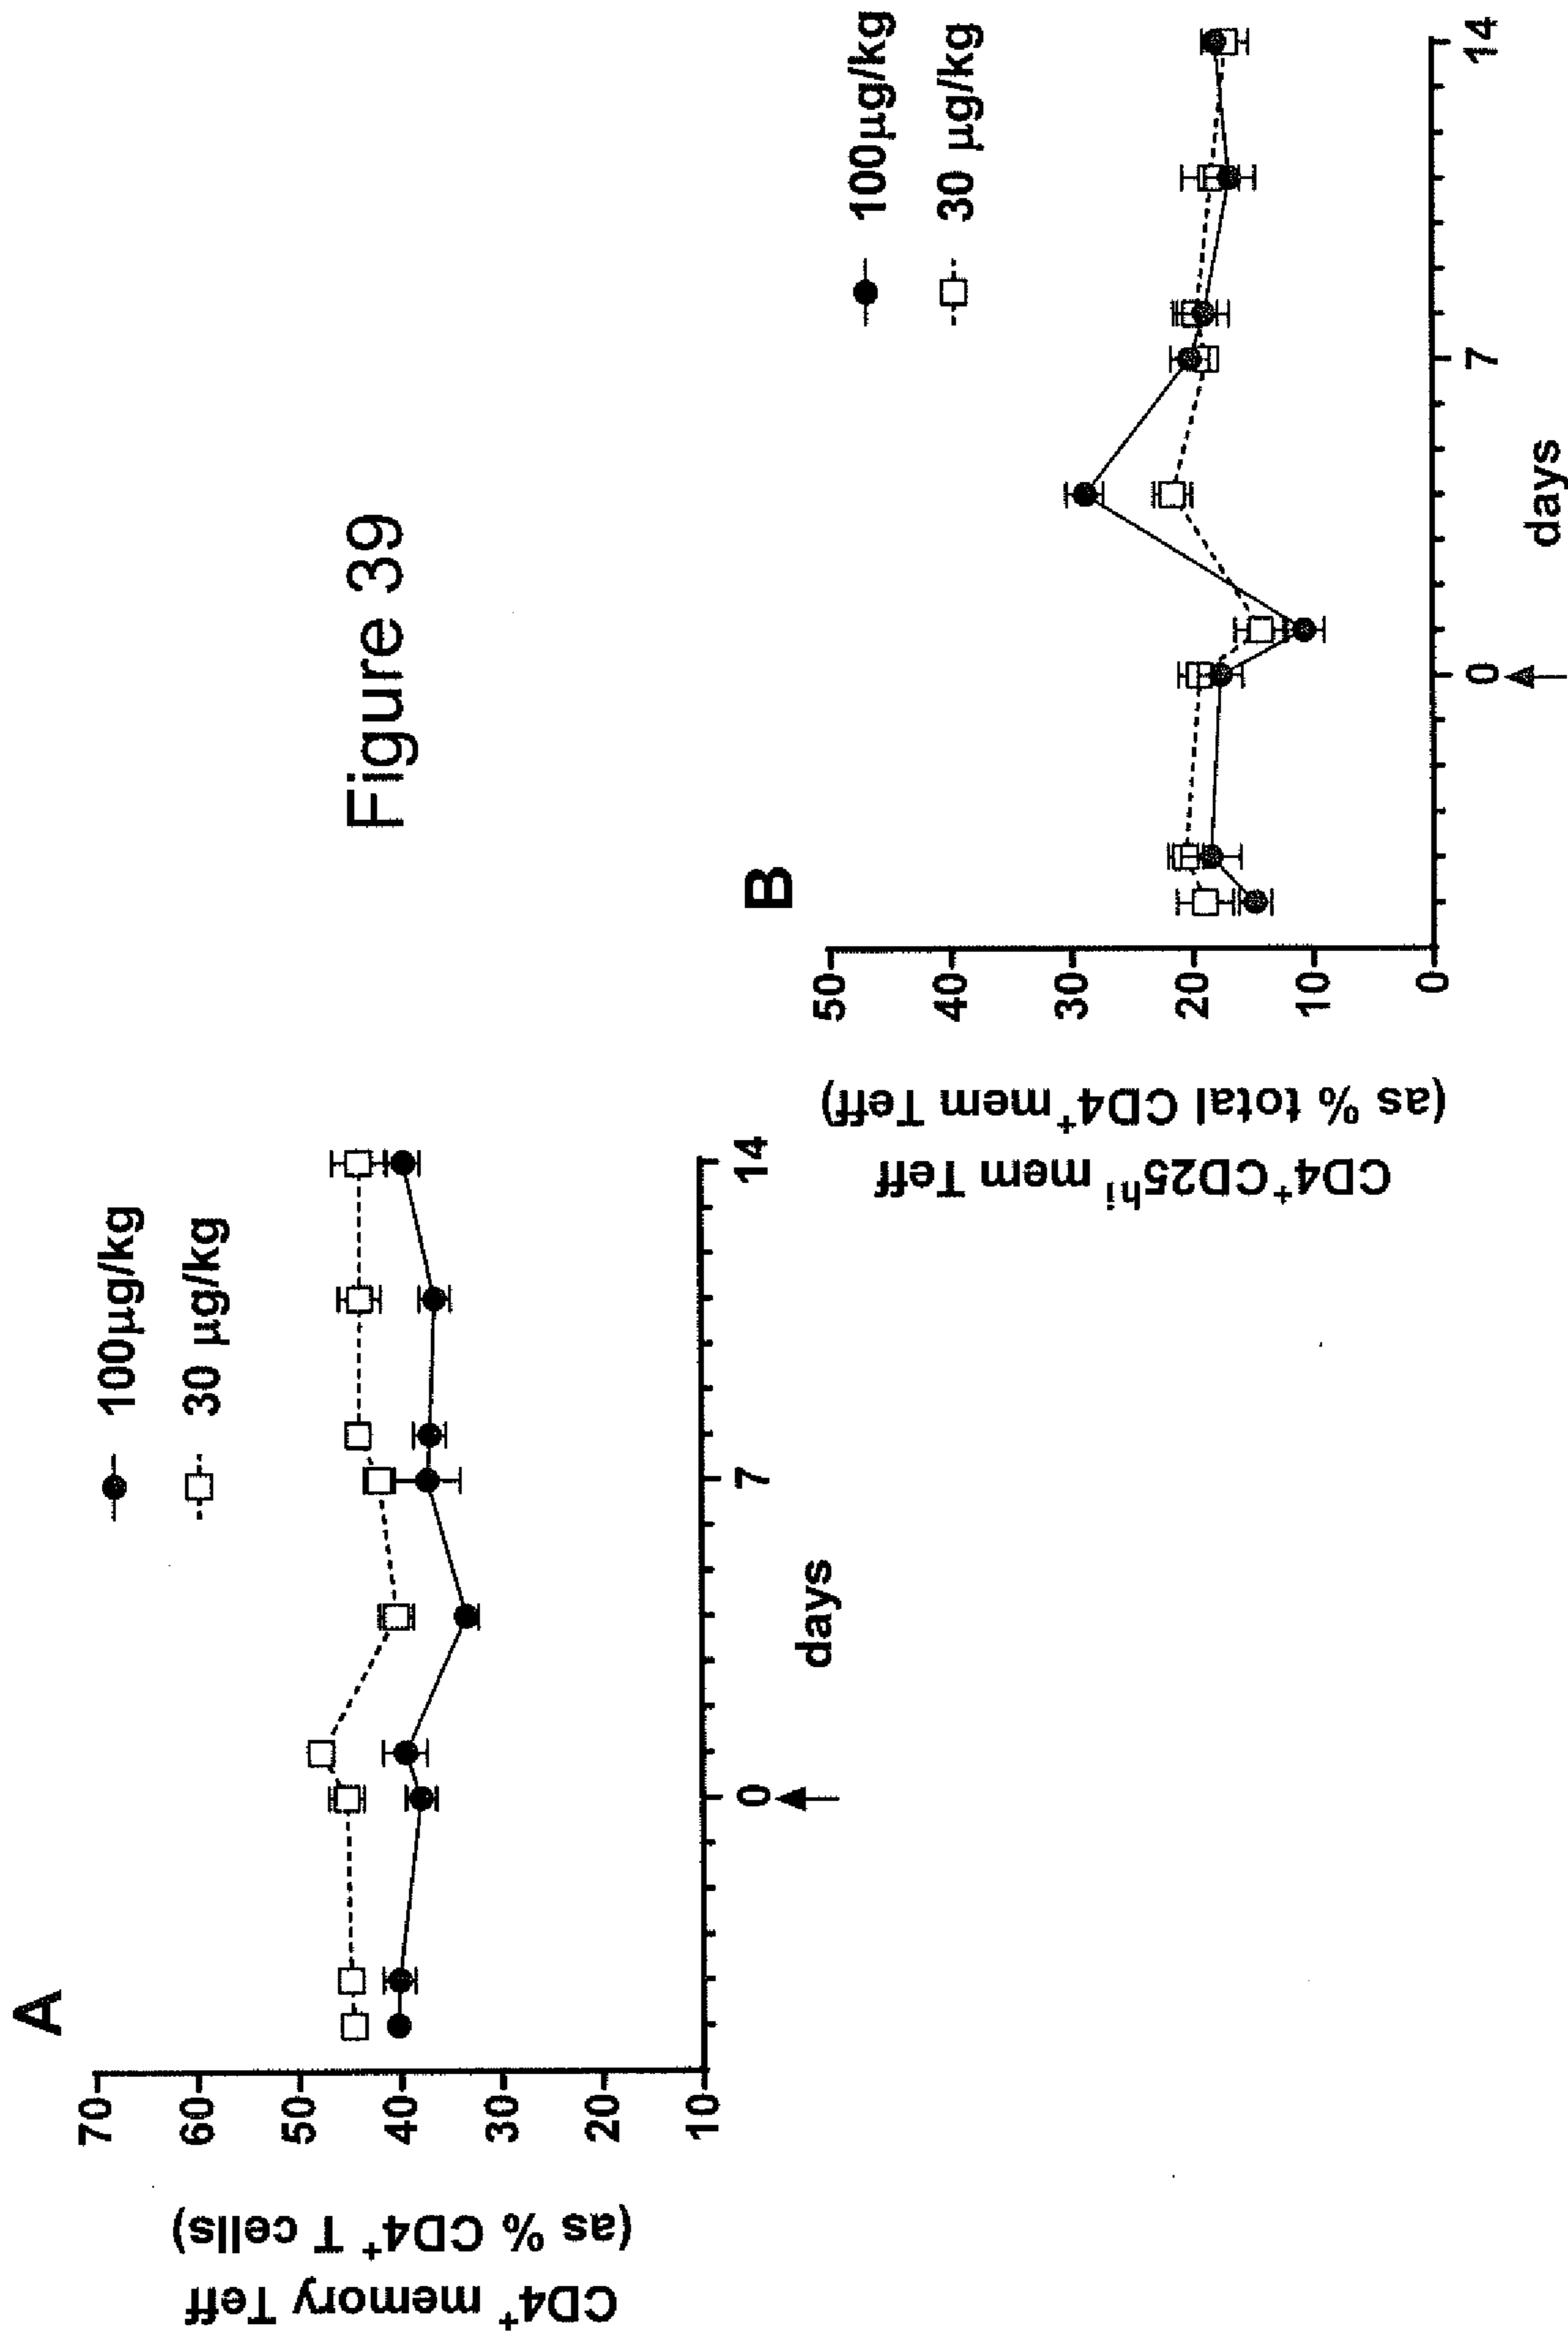 Figure 39
A
CD4⁺ memory Teff
(as % CD4⁺ T cells)
70
60
50
40
30
20
10
0
7
14
days
100µg/kg
30 µg/kg
B
CD4⁺CD25ʰⁱ mem Teff
(as % total CD4⁺mem Teff)
50
40
30
20
10
0
0
7
14
days
100µg/kg
30 µg/kg